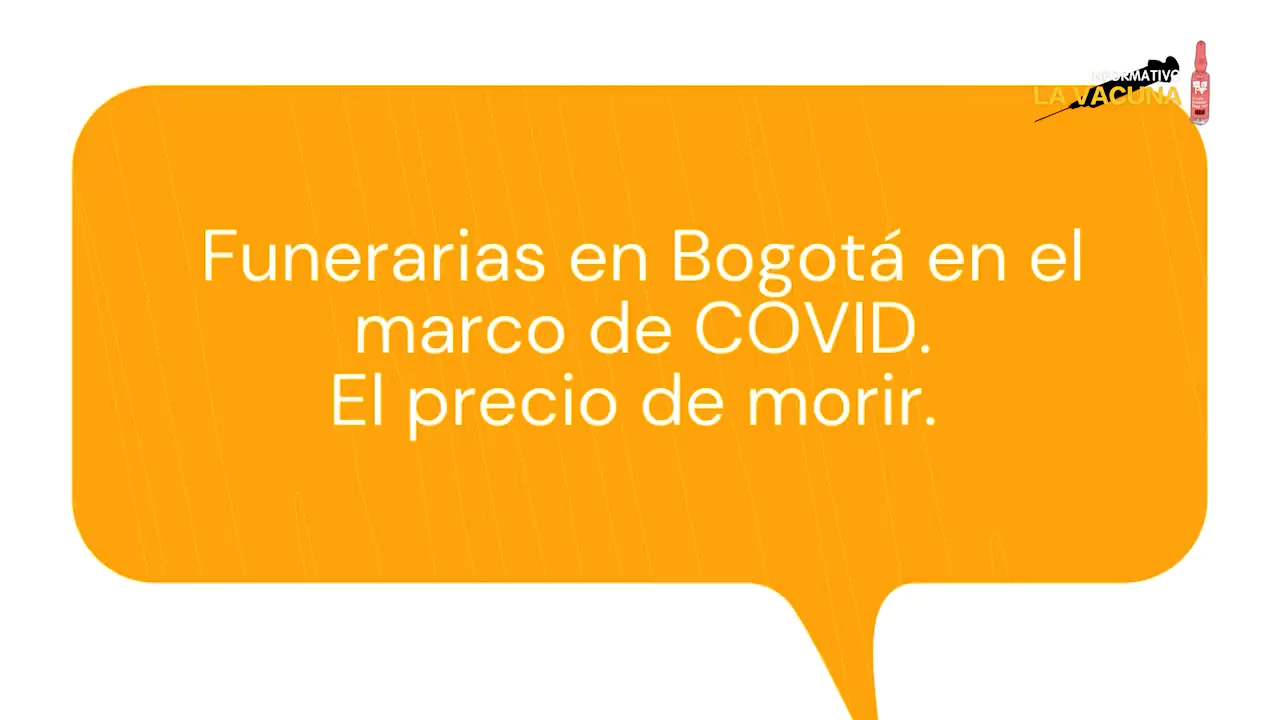 INFORMATIVO
LA VACUNA
Funerarias en Bogotá en el
marco de COVID.
El precio de morir.